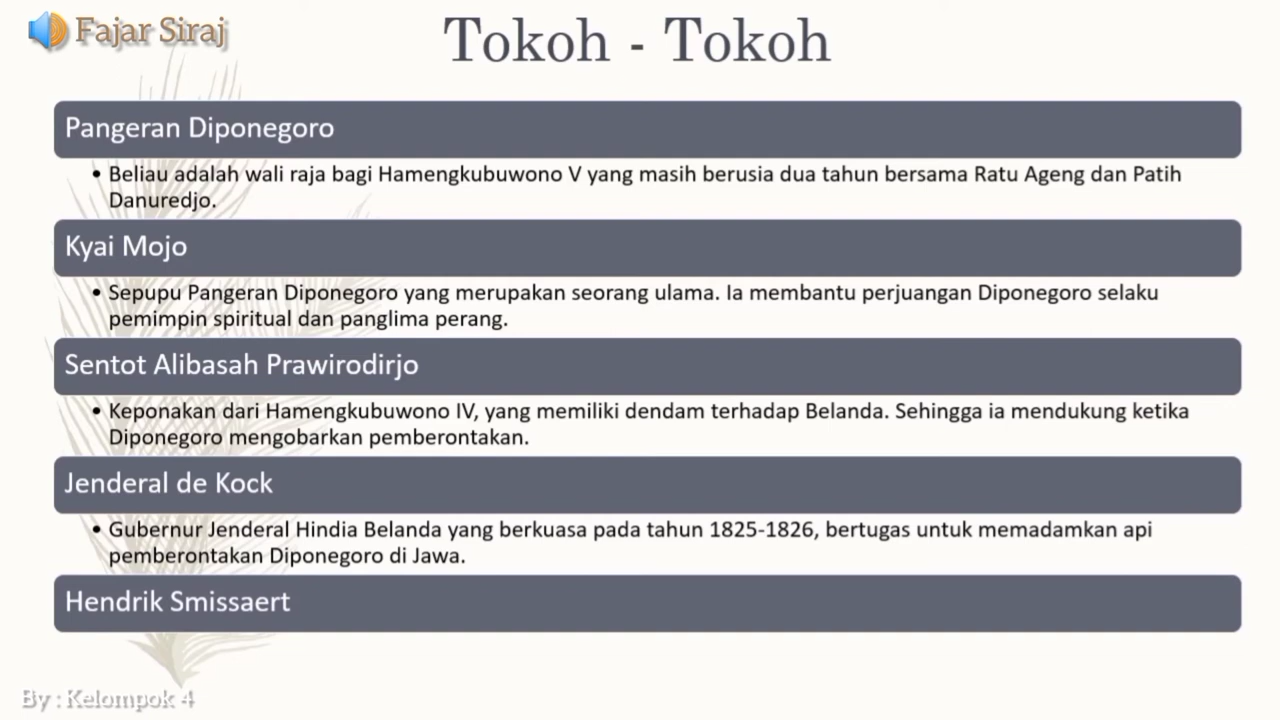 Fajar Siraj
Tokoh - Tokoh
Pangeran Diponegoro
• Beliau adalah wali raja bagi Hamengkubuwono V yang masih berusia dua tahun bersama Ratu Ageng dan Patih
Danuredjo.
Kyai Mojo
• Sepupu Pangeran Diponegoro yang merupakan seorang ulama. Ia membantu perjuangan Diponegoro selaku
pemimpin spiritual dan panglima perang.
Sentot Alibasah Prawirodirjo
• Keponakan dari Hamengkubuwono IV, yang memiliki dendam terhadap Belanda. Sehingga ia mendukung ketika
Diponegoro mengobarkan pemberontakan.
Jenderal de Kock
• Gubernur Jenderal Hindia Belanda yang berkuasa pada tahun 1825-1826, bertugas untuk memadamkan api
pemberontakan Diponegoro di Jawa.
Hendrik Smissaert
By : Kelompok 4